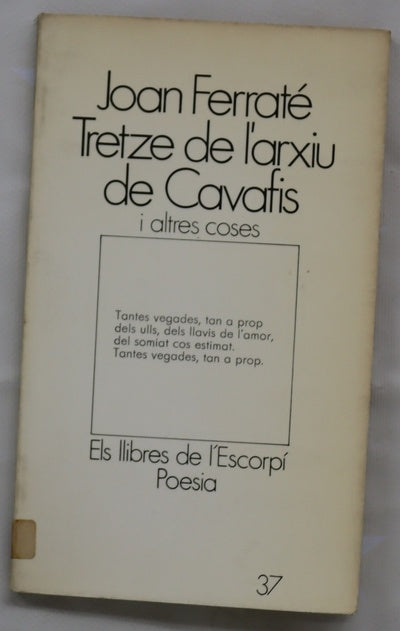 Joan Ferraté
Tretze de l'arxiu
de Cavafis
i altres coses
Tantes vegades, tan a prop
dels ulls, dels llavis de l'amor,
del somiat cos estimat.
Tantes vegades, tan a prop.
Els llibres de l'Escorpí
Poesia
37